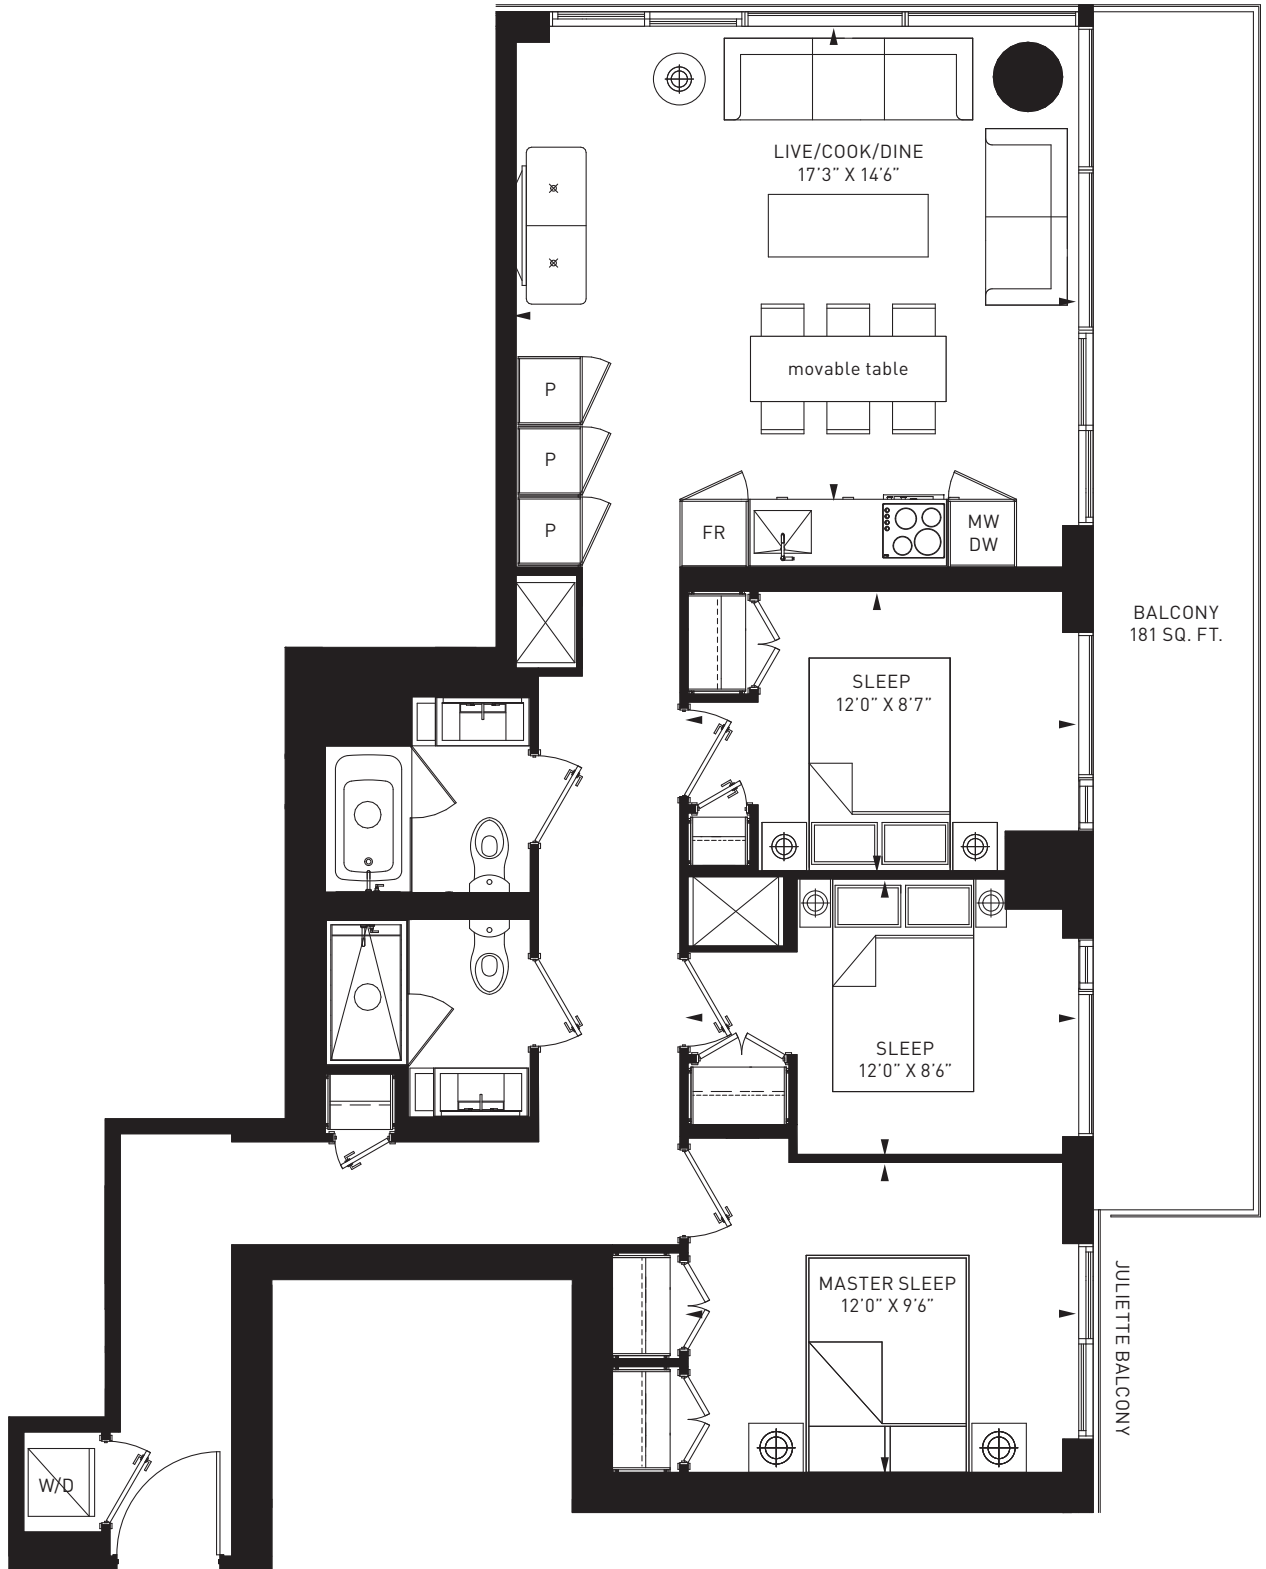 LIVE/COOK/DINE
17'3" X 14'6"
movable table
P
P
P
FR
MW
DW
BALCONY
181 SQ. FT.
SLEEP
12'0" X 8'7"
SLEEP
12'0" X 8'6"
MASTER SLEEP
12'0" X 9'6"
JULIETTE BALCONY
W/D